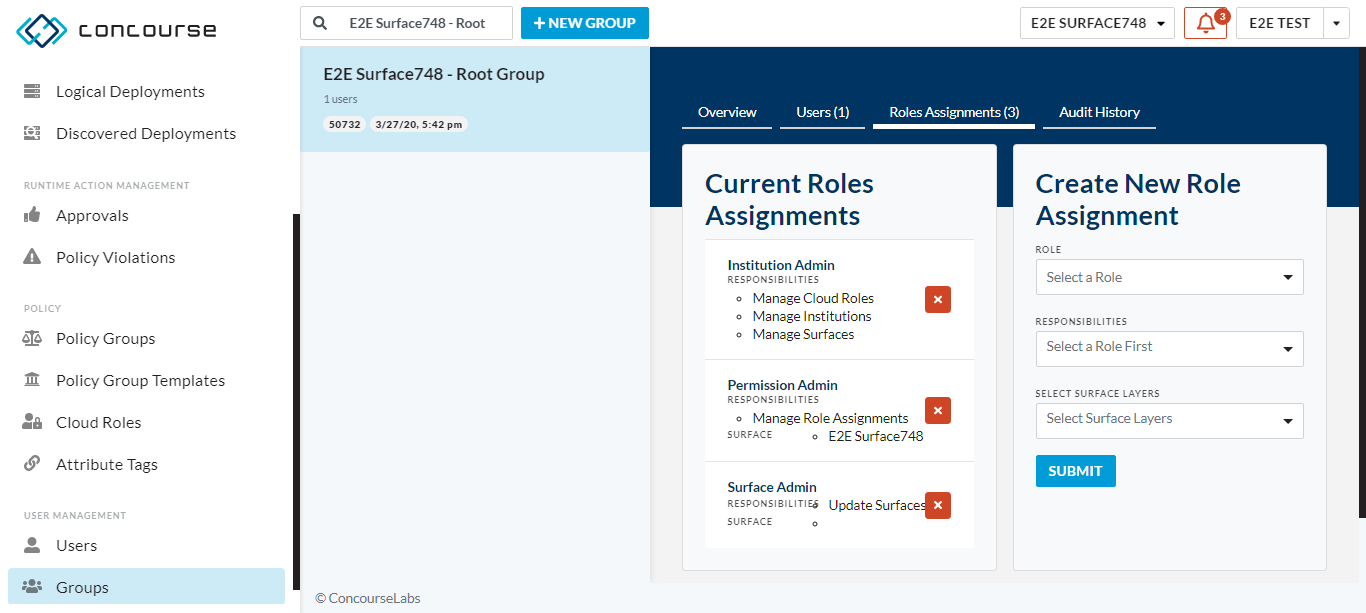 concourse
E2E Surface748 - Root
NEW GROUP
E2E SURFACE748
3
E2E TEST
Logical Deployments
Discovered Deployments
RUNTIME ACTION MANAGEMENT
Approvals
Policy Violations
POLICY
Policy Groups
Policy Group Templates
Cloud Roles
Attribute Tags
USER MANAGEMENT
Users
Groups
E2E Surface748 - Root Group
1 users
50732 3/27/20, 5:42 pm
Overview
Users (1)
Roles Assignments (3)
Audit History
Current Roles
Assignments
Institution Admin
RESPONSIBILITIES
Manage Cloud Roles
Manage Institutions
Manage Surfaces
Permission Admin
RESPONSIBILITIES
Manage Role Assignments
SURFACE E2E Surface748
Surface Admin
RESPONSIBILITIES Update Surfaces
SURFACE
Create New Role
Assignment
ROLE
Select a Role
RESPONSIBILITIES
Select a Role First
SELECT SURFACE LAYERS
Select Surface Layers
SUBMIT
© ConcourseLabs